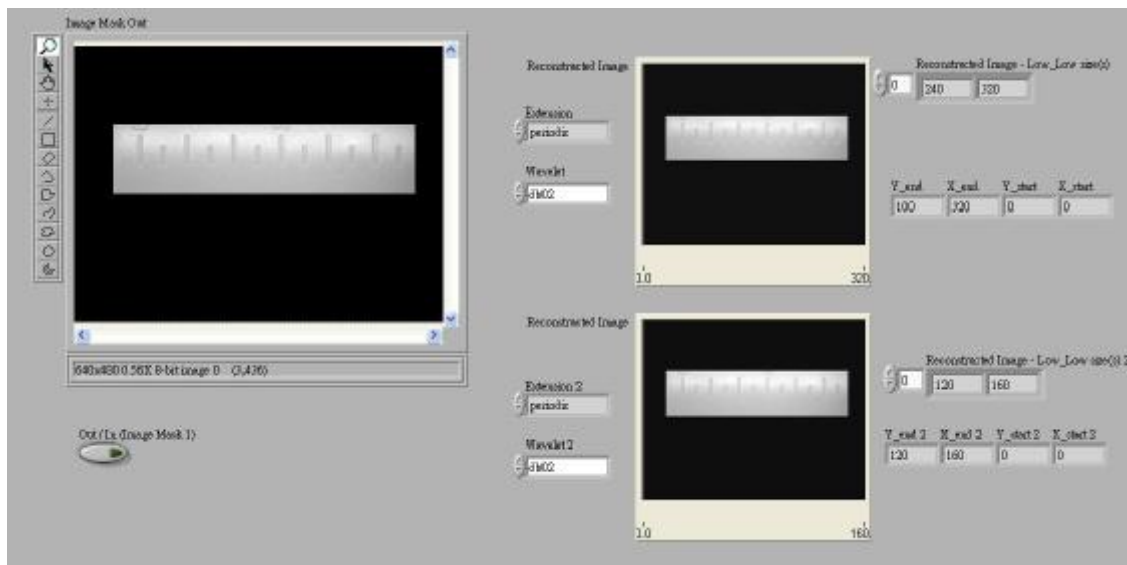 Image Mask Out
640x480 0.56X 8-bit image 0 (3,436)
Out/In (Image Mask 1)
Reconstructed Image
Extension
periodic
Wavelet
db02
1.0 320
Reconstructed Image - Low_Low size(s)
0 240 320
Y_end X_end Y_start X_start
320 0 0
Reconstructed Image
Extension 2
periodic
Wavelet 2
db02
1.0 160
Reconstructed Image - Low_Low size(s) 2
0 120 160
Y_end 2 X_end 2 Y_start 2 X_start 2
120 160 0 0